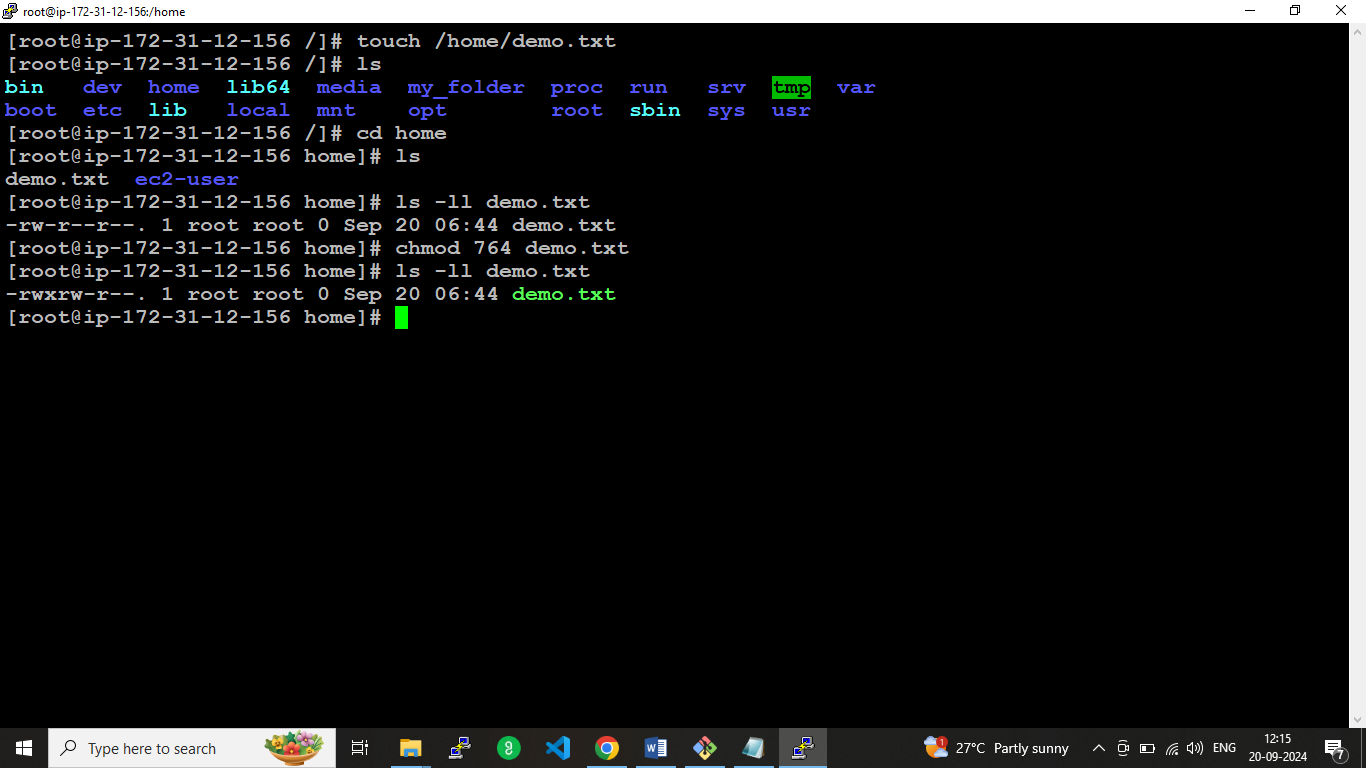 root@ip-172-31-12-156:/home
[root@ip-172-31-12-156 /]# touch /home/demo.txt
[root@ip-172-31-12-156 /]# ls
bin   dev  home  lib64  media  my_folder  proc  run   srv  tmp  var
boot  etc  lib   local  mnt    opt        root  sbin  sys  usr
[root@ip-172-31-12-156 /]# cd home
[root@ip-172-31-12-156 home]# ls
demo.txt  ec2-user
[root@ip-172-31-12-156 home]# ls -ll demo.txt
-rw-r--r--. 1 root root 0 Sep 20 06:44 demo.txt
[root@ip-172-31-12-156 home]# chmod 764 demo.txt
[root@ip-172-31-12-156 home]# ls -ll demo.txt
-rwxrw-r--. 1 root root 0 Sep 20 06:44 demo.txt
[root@ip-172-31-12-156 home]#
Type here to search
1
27°C Partly sunny
ENG
12:15
20-09-2024
7